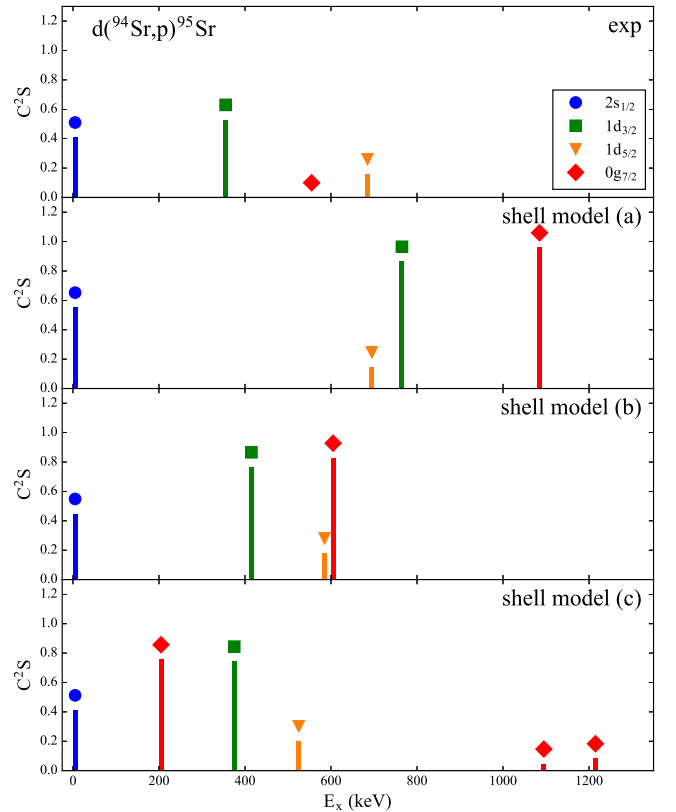 d(⁹⁴Sr,p)⁹⁵Sr
exp
C²S
1.2
1.0
0.8
0.6
0.4
0.2
0.0
2s₁/₂
1d₃/₂
1d₅/₂
0g₇/₂
shell model (a)
C²S
1.2
1.0
0.8
0.6
0.4
0.2
0.0
shell model (b)
C²S
1.2
1.0
0.8
0.6
0.4
0.2
0.0
shell model (c)
C²S
1.2
1.0
0.8
0.6
0.4
0.2
0.0
0 200 400 600 800 1000 1200
Eₓ (keV)